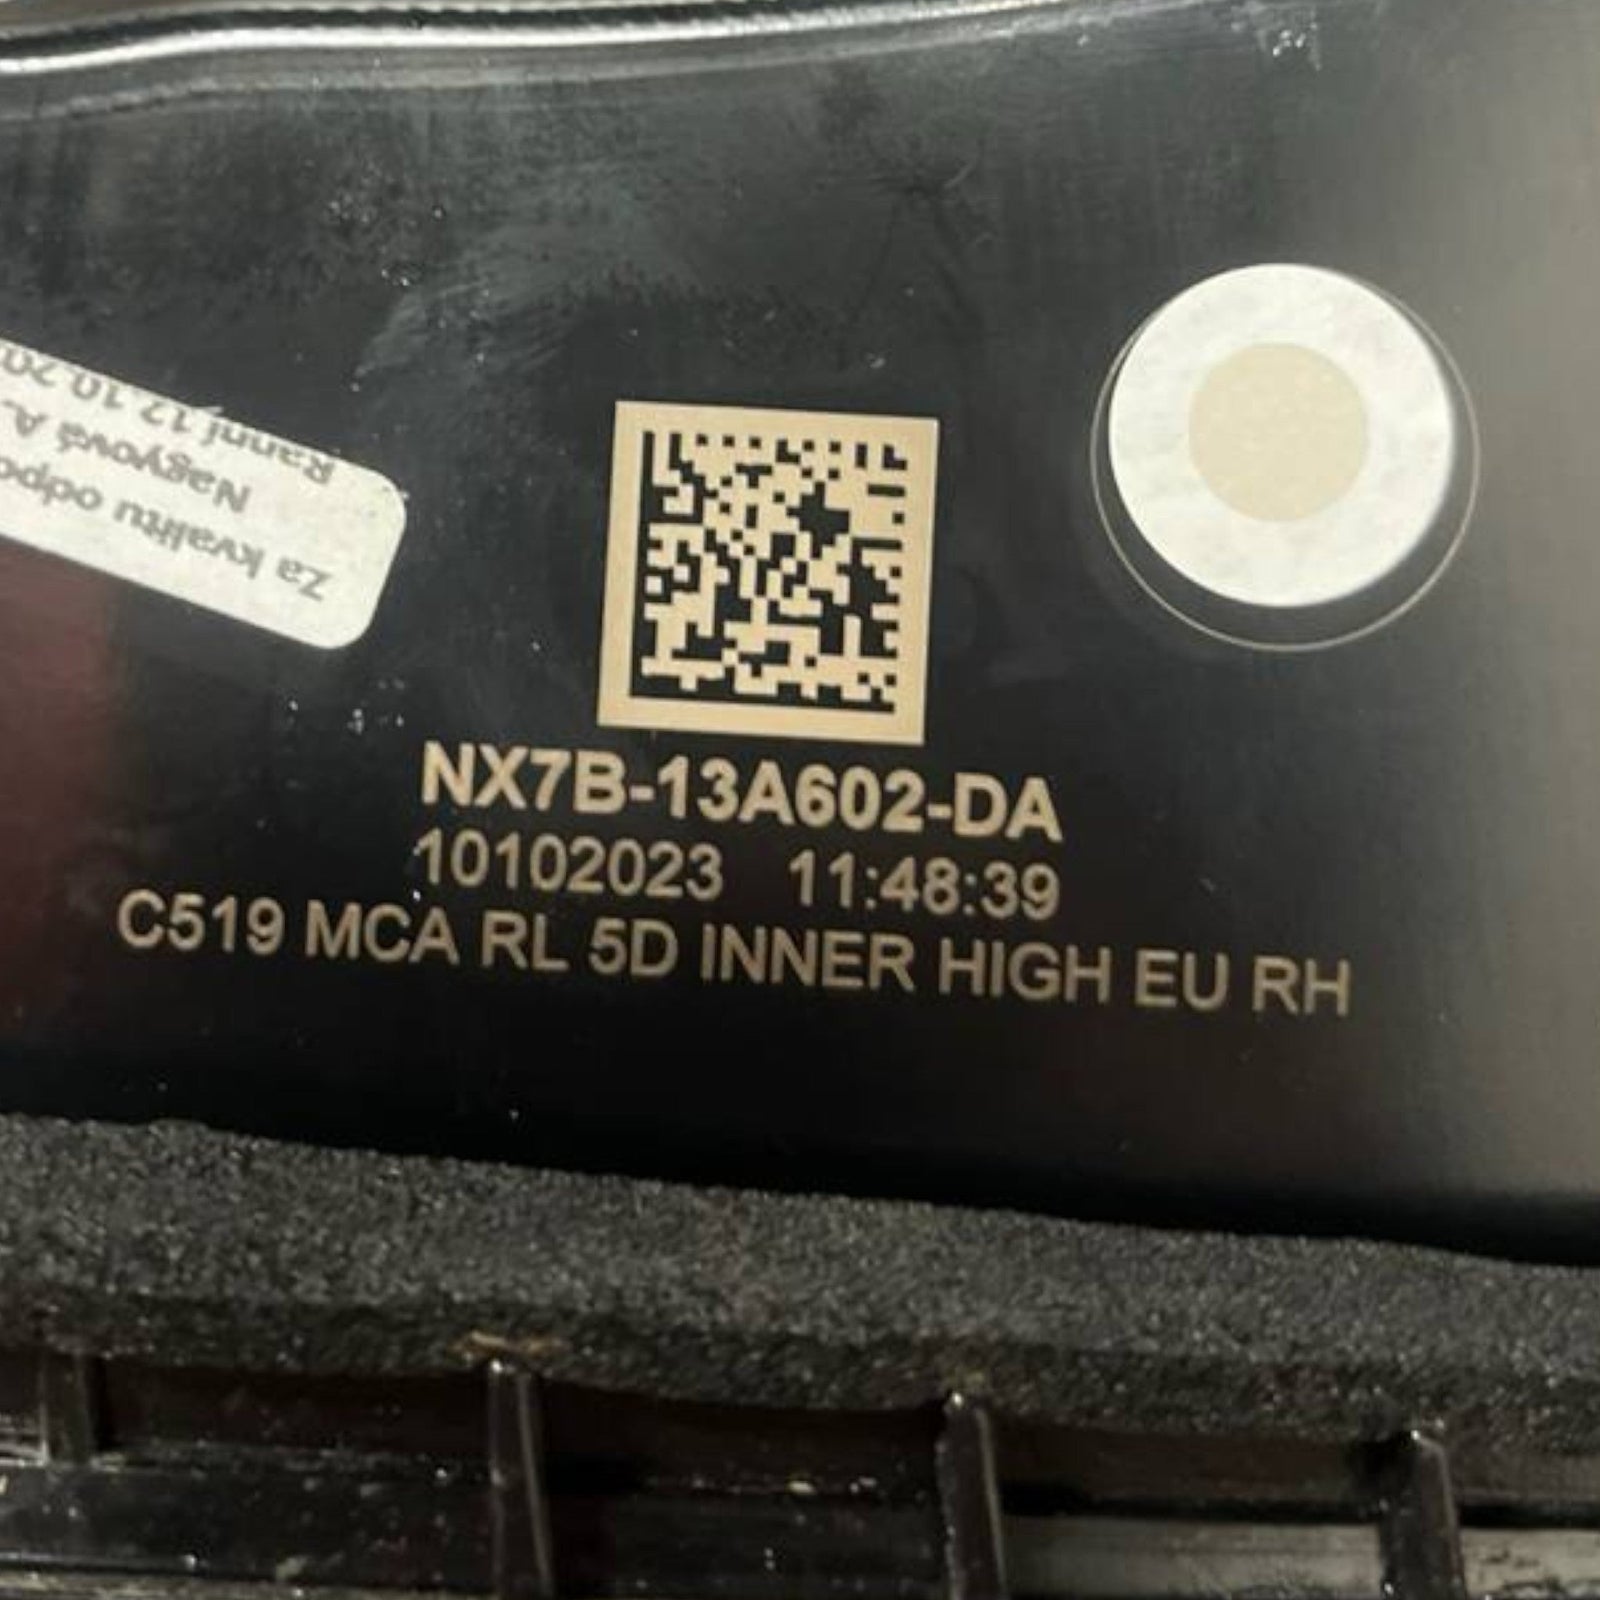 Za kvalitu odpo
Nagyová A.
Ranní 12.10.20
NX7B-13A602-DA
10102023 11:48:39
C519 MCA RL 5D INNER HIGH EU RH